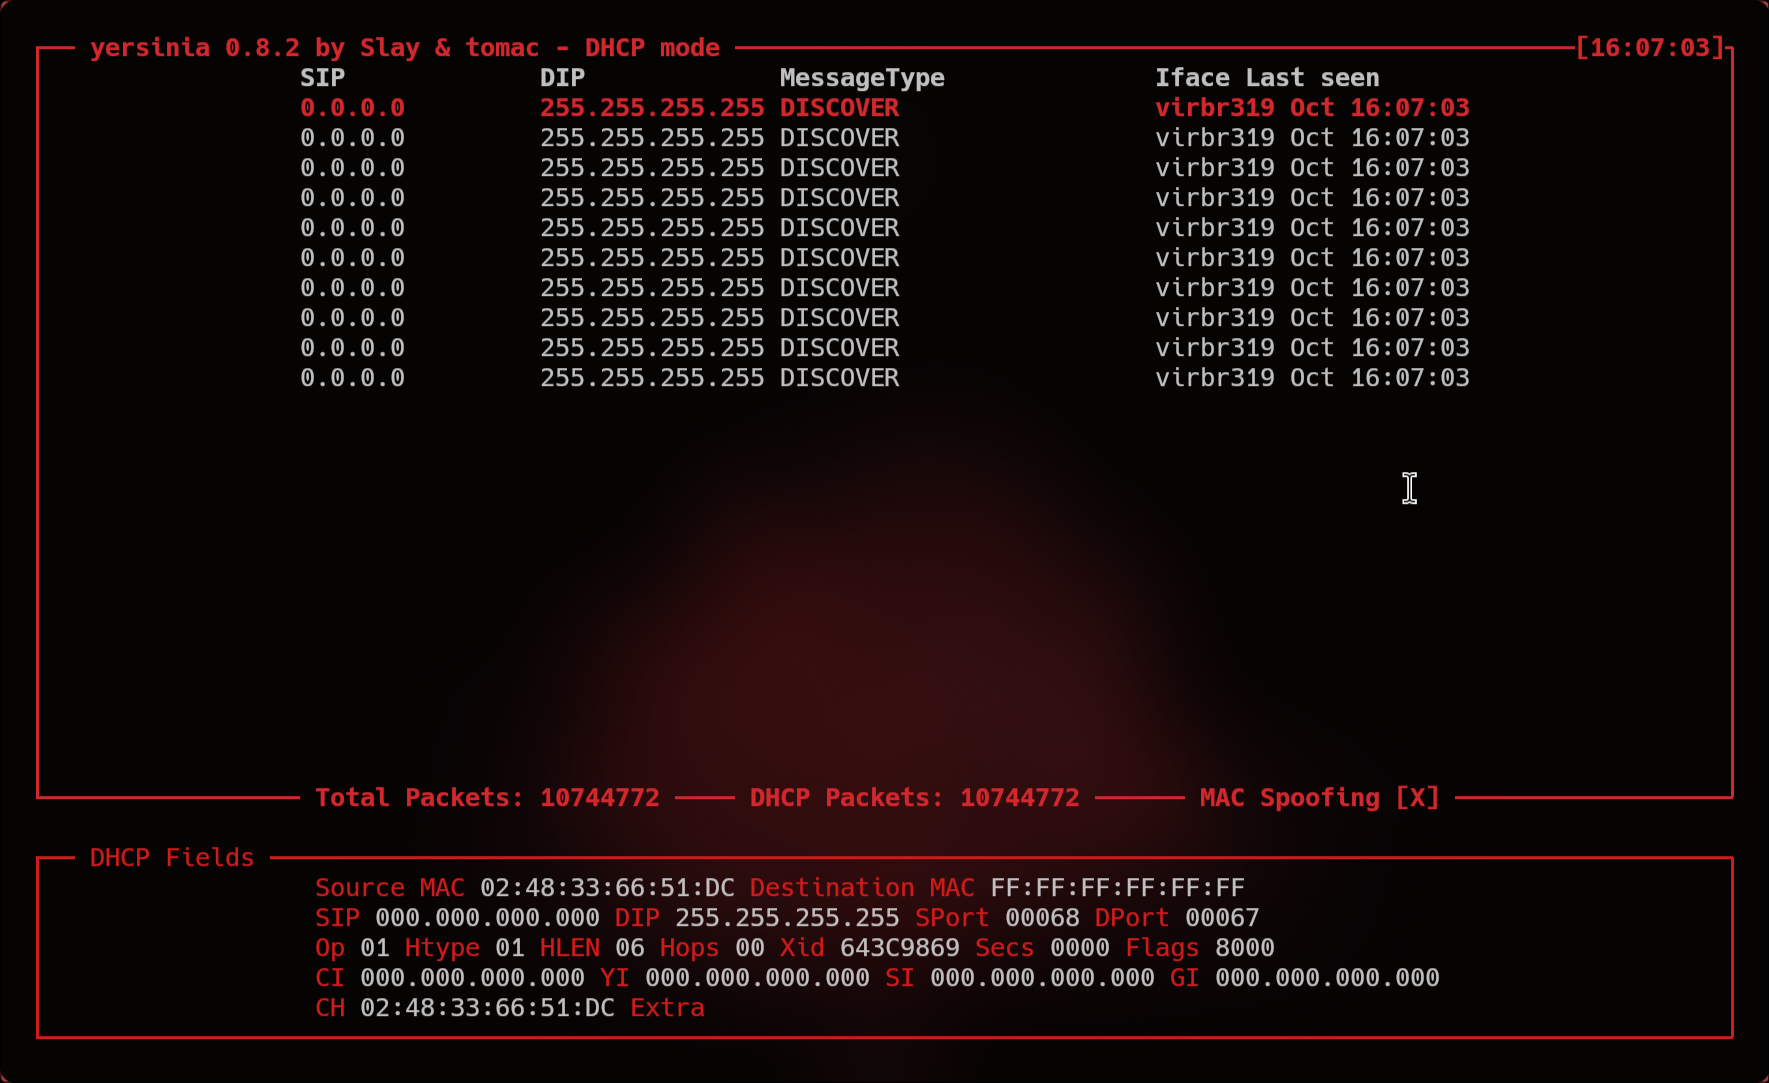 yersinia 0.8.2 by Slay & tomac - DHCP mode [16:07:03]
SIP DIP MessageType Iface Last seen
0.0.0.0 255.255.255.255 DISCOVER virbr319 Oct 16:07:03
0.0.0.0 255.255.255.255 DISCOVER virbr319 Oct 16:07:03
0.0.0.0 255.255.255.255 DISCOVER virbr319 Oct 16:07:03
0.0.0.0 255.255.255.255 DISCOVER virbr319 Oct 16:07:03
0.0.0.0 255.255.255.255 DISCOVER virbr319 Oct 16:07:03
0.0.0.0 255.255.255.255 DISCOVER virbr319 Oct 16:07:03
0.0.0.0 255.255.255.255 DISCOVER virbr319 Oct 16:07:03
0.0.0.0 255.255.255.255 DISCOVER virbr319 Oct 16:07:03
0.0.0.0 255.255.255.255 DISCOVER virbr319 Oct 16:07:03
0.0.0.0 255.255.255.255 DISCOVER virbr319 Oct 16:07:03
Total Packets: 10744772 DHCP Packets: 10744772 MAC Spoofing [X]
DHCP Fields
Source MAC 02:48:33:66:51:DC Destination MAC FF:FF:FF:FF:FF:FF
SIP 000.000.000.000 DIP 255.255.255.255 SPort 00068 DPort 00067
Op 01 Htype 01 HLEN 06 Hops 00 Xid 643C9869 Secs 0000 Flags 8000
CI 000.000.000.000 YI 000.000.000.000 SI 000.000.000.000 GI 000.000.000.000
CH 02:48:33:66:51:DC Extra